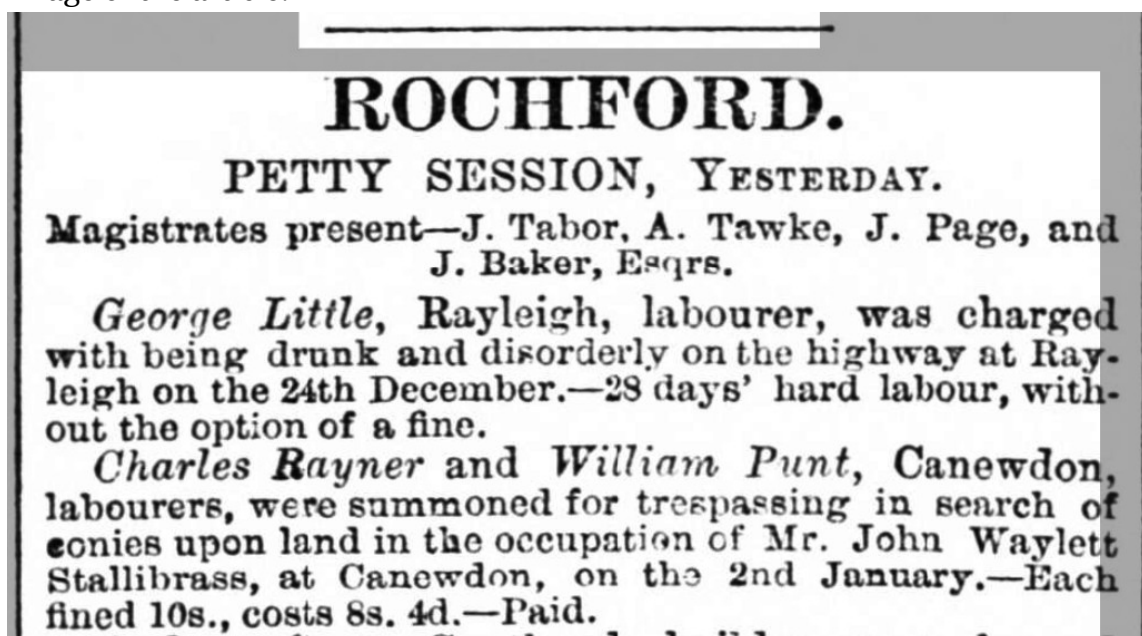 ROCHFORD.
PETTY SESSION, YESTERDAY.
Magistrates present—J. Tabor, A. Tawke, J. Page, and
J. Baker, Esqrs.
George Little, Rayleigh, labourer, was charged
with being drunk and disorderly on the highway at Ray-
leigh on the 24th December.—28 days' hard labour, with-
out the option of a fine.
Charles Rayner and William Punt, Canewdon,
labourers, were summoned for trespassing in search of
conies upon land in the occupation of Mr. John Waylett
Stallibrass, at Canewdon, on the 2nd January.—Each
fined 10s., costs 8s. 4d.—Paid.